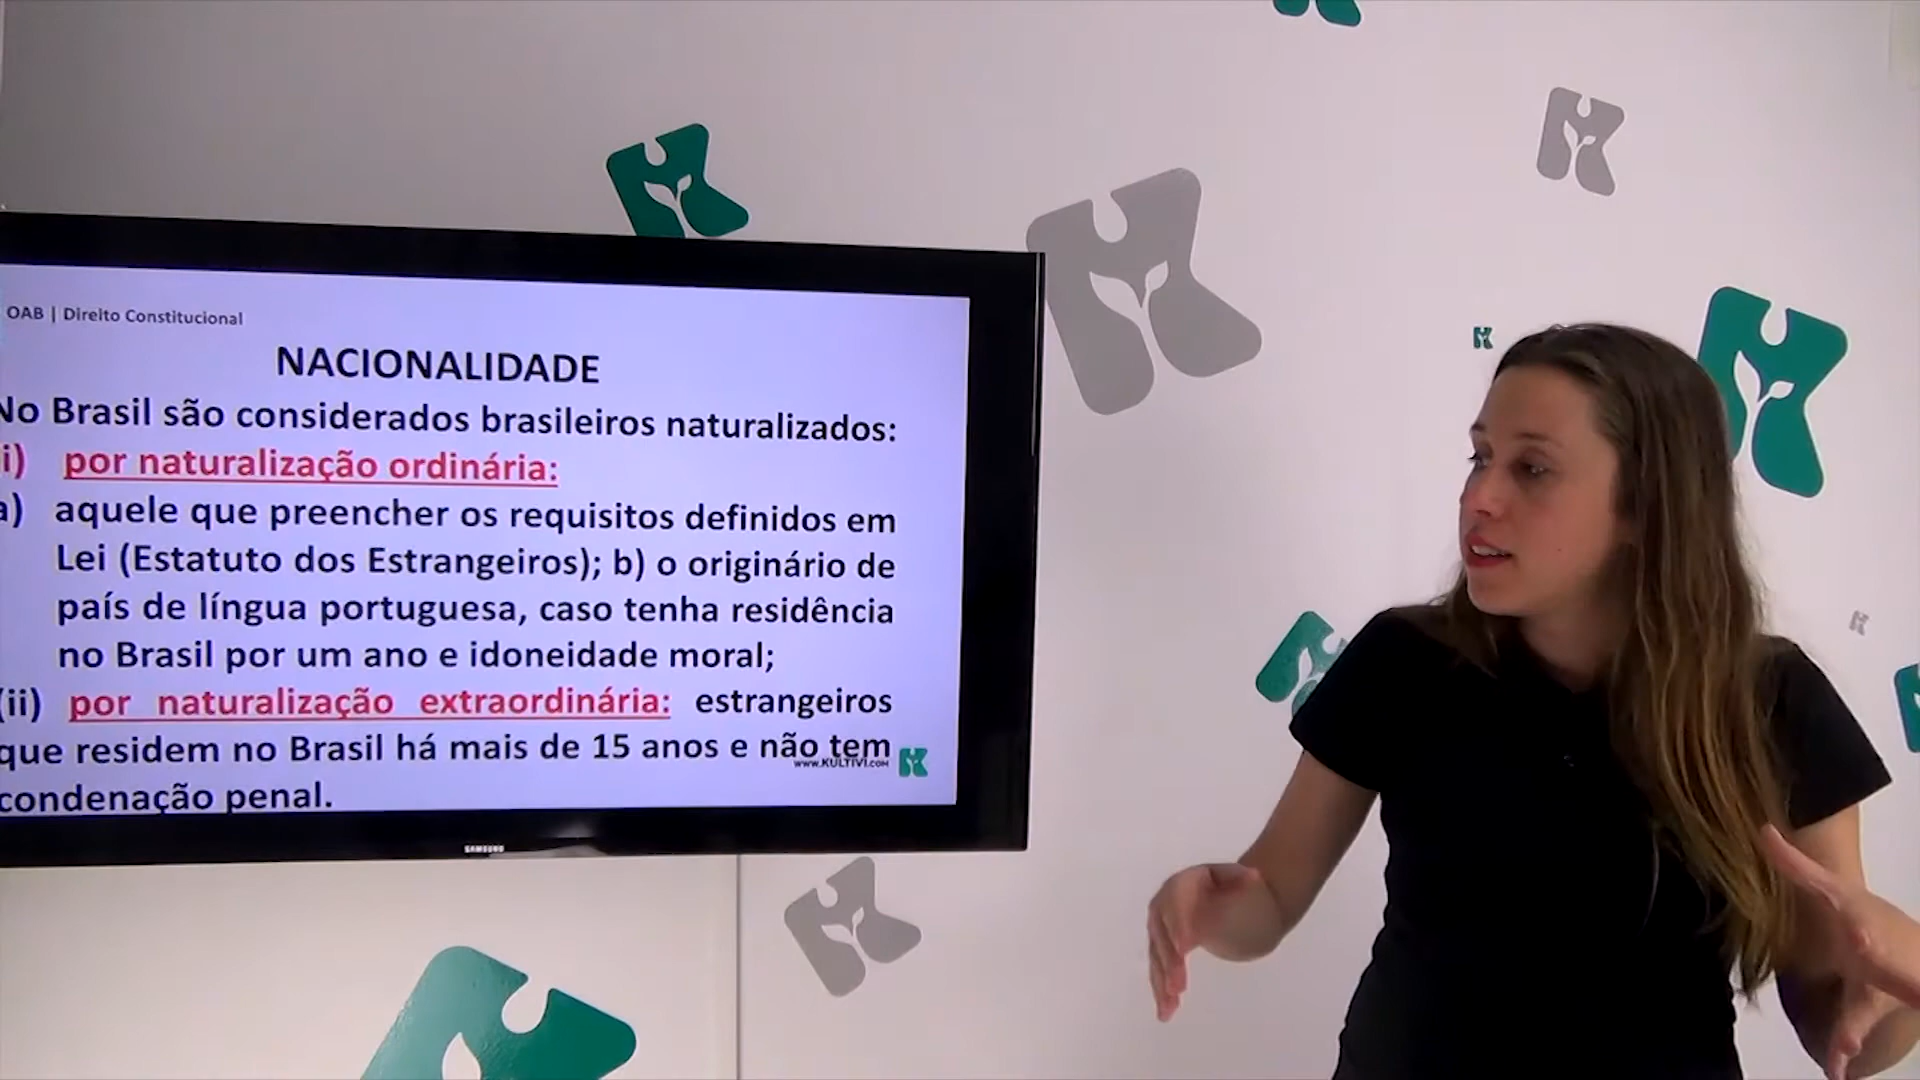 OAB | Direito Constitucional
NACIONALIDADE
No Brasil são considerados brasileiros naturalizados:
i) por naturalização ordinária:
a) aquele que preencher os requisitos definidos em
Lei (Estatuto dos Estrangeiros); b) o originário de
país de língua portuguesa, caso tenha residência
no Brasil por um ano e idoneidade moral;
(ii) por naturalização extraordinária: estrangeiros
que residem no Brasil há mais de 15 anos e não tem
www.KULTIVI.COM
condenação penal.
SAMSUNG